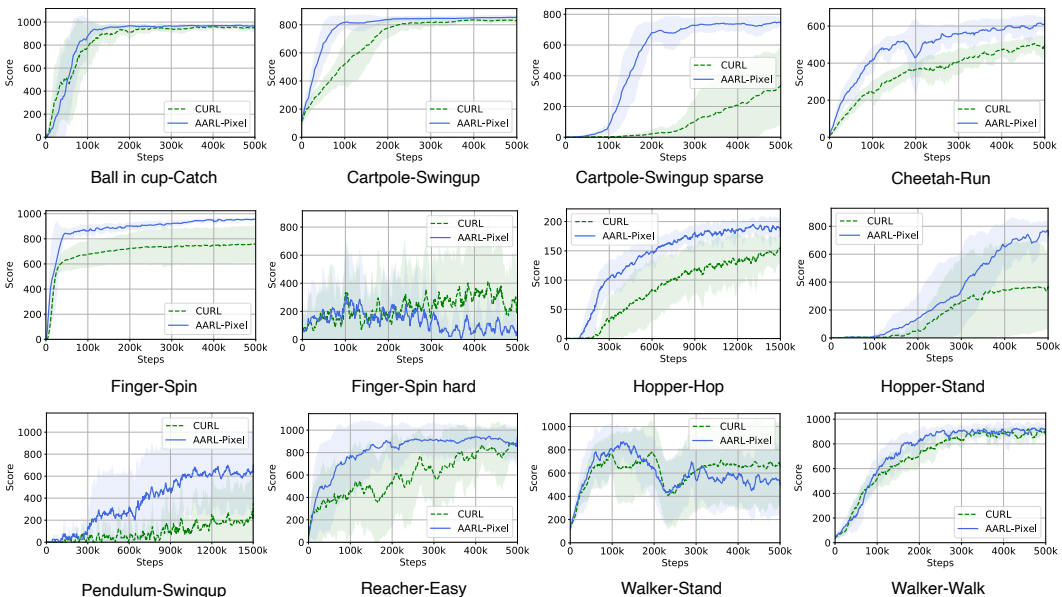 Score
1000
800
600
400
200
0
CURL
AARL-Pixel
0 100k 200k 300k 400k 500k
Steps
Ball in cup-Catch
Score
800
600
400
200
0
CURL
AARL-Pixel
0 100k 200k 300k 400k 500k
Steps
Cartpole-Swingup
Score
800
600
400
200
0
CURL
AARL-Pixel
0 100k 200k 300k 400k 500k
Steps
Cartpole-Swingup sparse
Score
600
400
200
0
CURL
AARL-Pixel
0 100k 200k 300k 400k 500k
Steps
Cheetah-Run
Score
1000
800
600
400
200
0
CURL
AARL-Pixel
0 100k 200k 300k 400k 500k
Steps
Finger-Spin
Score
800
600
400
200
0
CURL
AARL-Pixel
0 100k 200k 300k 400k 500k
Steps
Finger-Spin hard
Score
200
150
100
50
0
CURL
AARL-Pixel
0 300k 600k 900k 1200k 1500k
Steps
Hopper-Hop
Score
800
600
400
200
0
CURL
AARL-Pixel
0 100k 200k 300k 400k 500k
Steps
Hopper-Stand
Score
1000
800
600
400
200
0
CURL
AARL-Pixel
0 300k 600k 900k 1200k 1500k
Steps
Pendulum-Swingup
Score
1000
800
600
400
200
0
CURL
AARL-Pixel
0 100k 200k 300k 400k 500k
Steps
Reacher-Easy
Score
1000
800
600
400
200
0
CURL
AARL-Pixel
0 100k 200k 300k 400k 500k
Steps
Walker-Stand
Score
1000
800
600
400
200
0
CURL
AARL-Pixel
0 100k 200k 300k 400k 500k
Steps
Walker-Walk